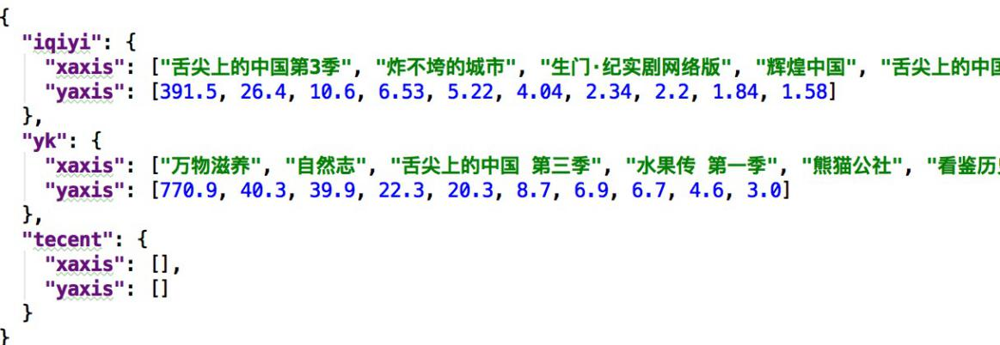 {
"iqiyi": {
"xaxis": ["舌尖上的中国第3季", "炸不垮的城市", "生门·纪实剧网络版", "辉煌中国", "舌尖上的中国
"yaxis": [391.5, 26.4, 10.6, 6.53, 5.22, 4.04, 2.34, 2.2, 1.84, 1.58]
},
"yk": {
"xaxis": ["万物滋养", "自然志", "舌尖上的中国 第三季", "水果传 第一季", "熊猫公社", "看鉴历史
"yaxis": [770.9, 40.3, 39.9, 22.3, 20.3, 8.7, 6.9, 6.7, 4.6, 3.0]
},
"tecent": {
"xaxis": [],
"yaxis": []
}
}